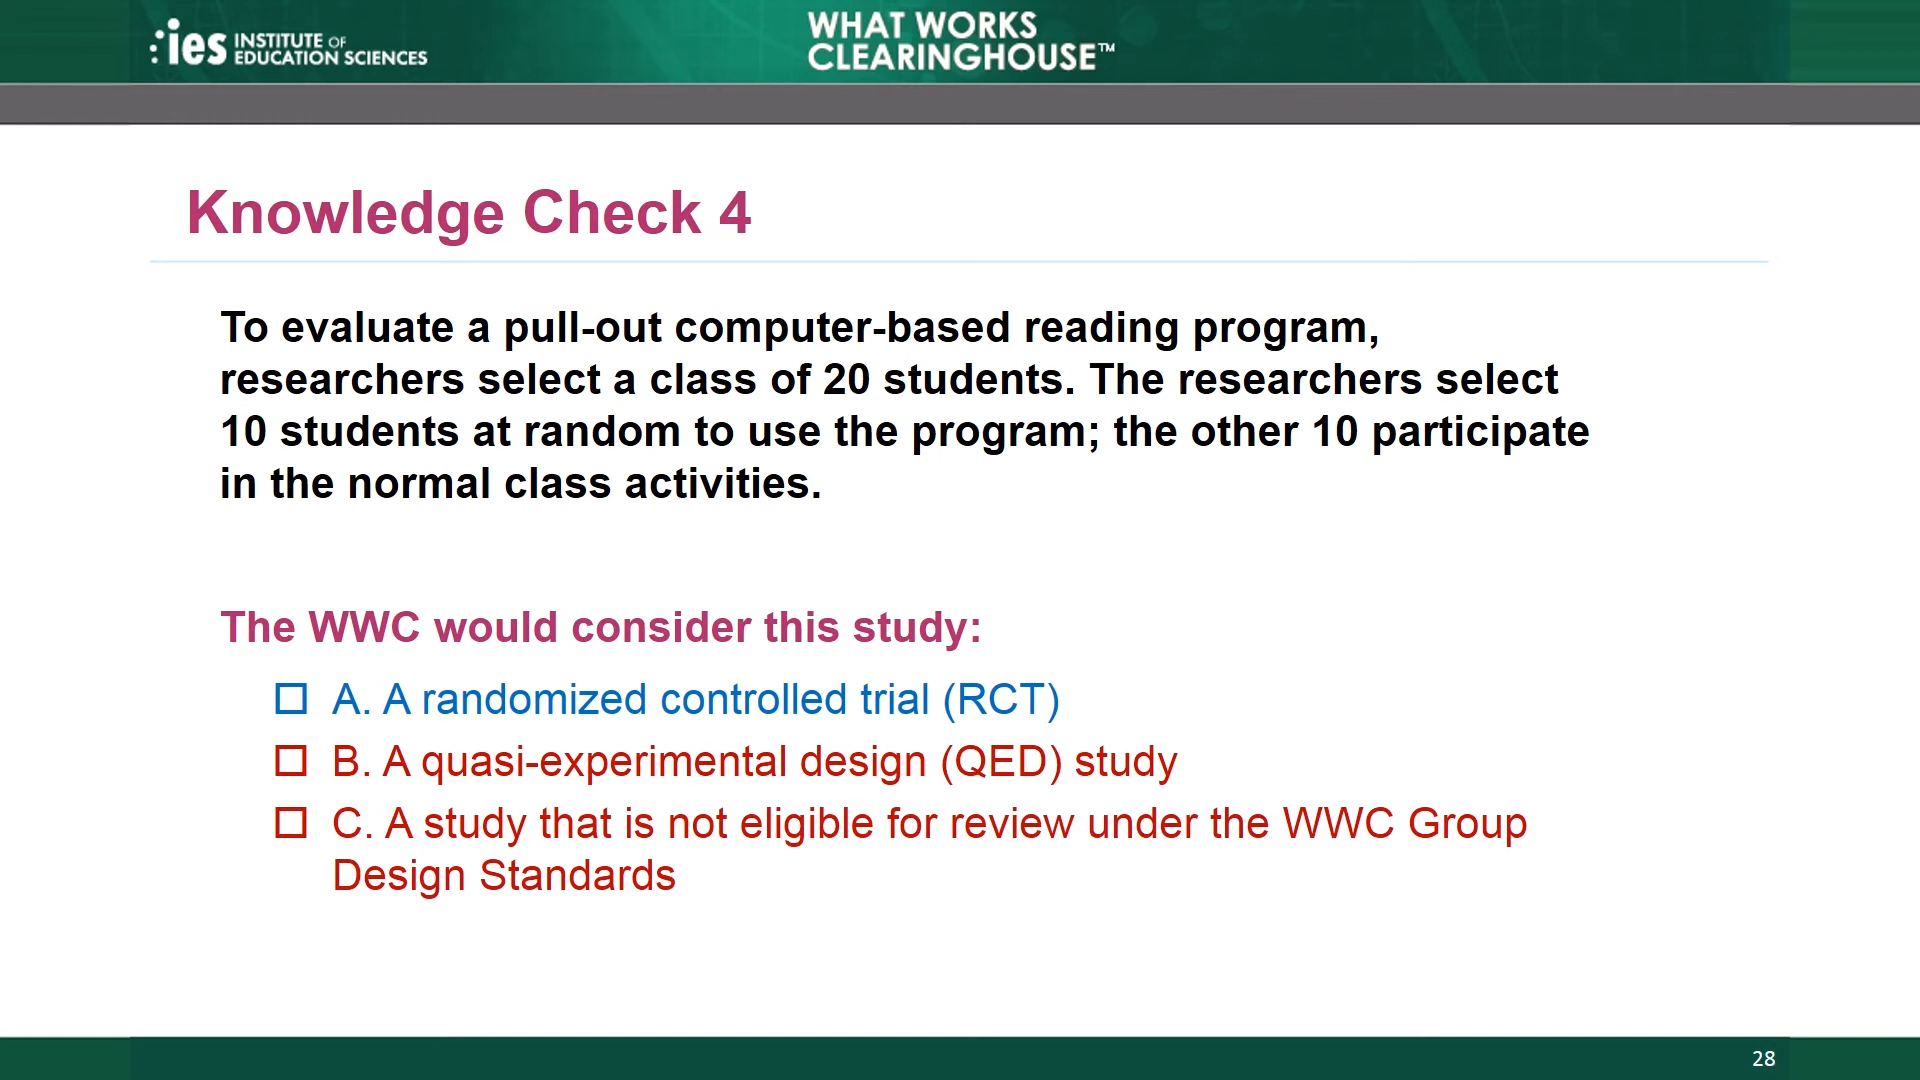 ies INSTITUTE OF
EDUCATION SCIENCES
WHAT WORKS
CLEARINGHOUSE™
Knowledge Check 4
To evaluate a pull-out computer-based reading program,
researchers select a class of 20 students. The researchers select
10 students at random to use the program; the other 10 participate
in the normal class activities.
The WWC would consider this study:
A. A randomized controlled trial (RCT)
B. A quasi-experimental design (QED) study
C. A study that is not eligible for review under the WWC Group
Design Standards
28